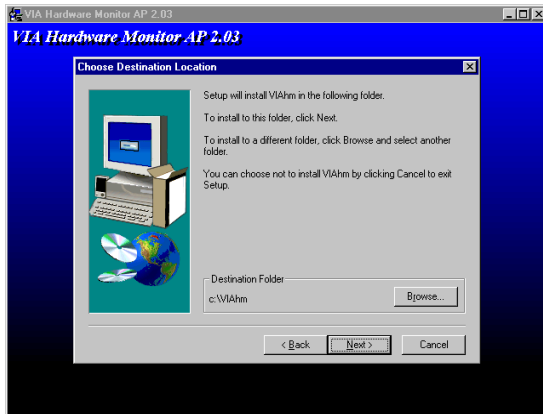 VIA Hardware Monitor AP 2.03
VIA Hardware Monitor AP 2.03
Choose Destination Location
Setup will install VIAhm in the following folder.
To install to this folder, click Next.
To install to a different folder, click Browse and select another
folder.
You can choose not to install VIAhm by clicking Cancel to exit
Setup.
Destination Folder
c:\VIAhm
Browse...
< Back
Next >
Cancel